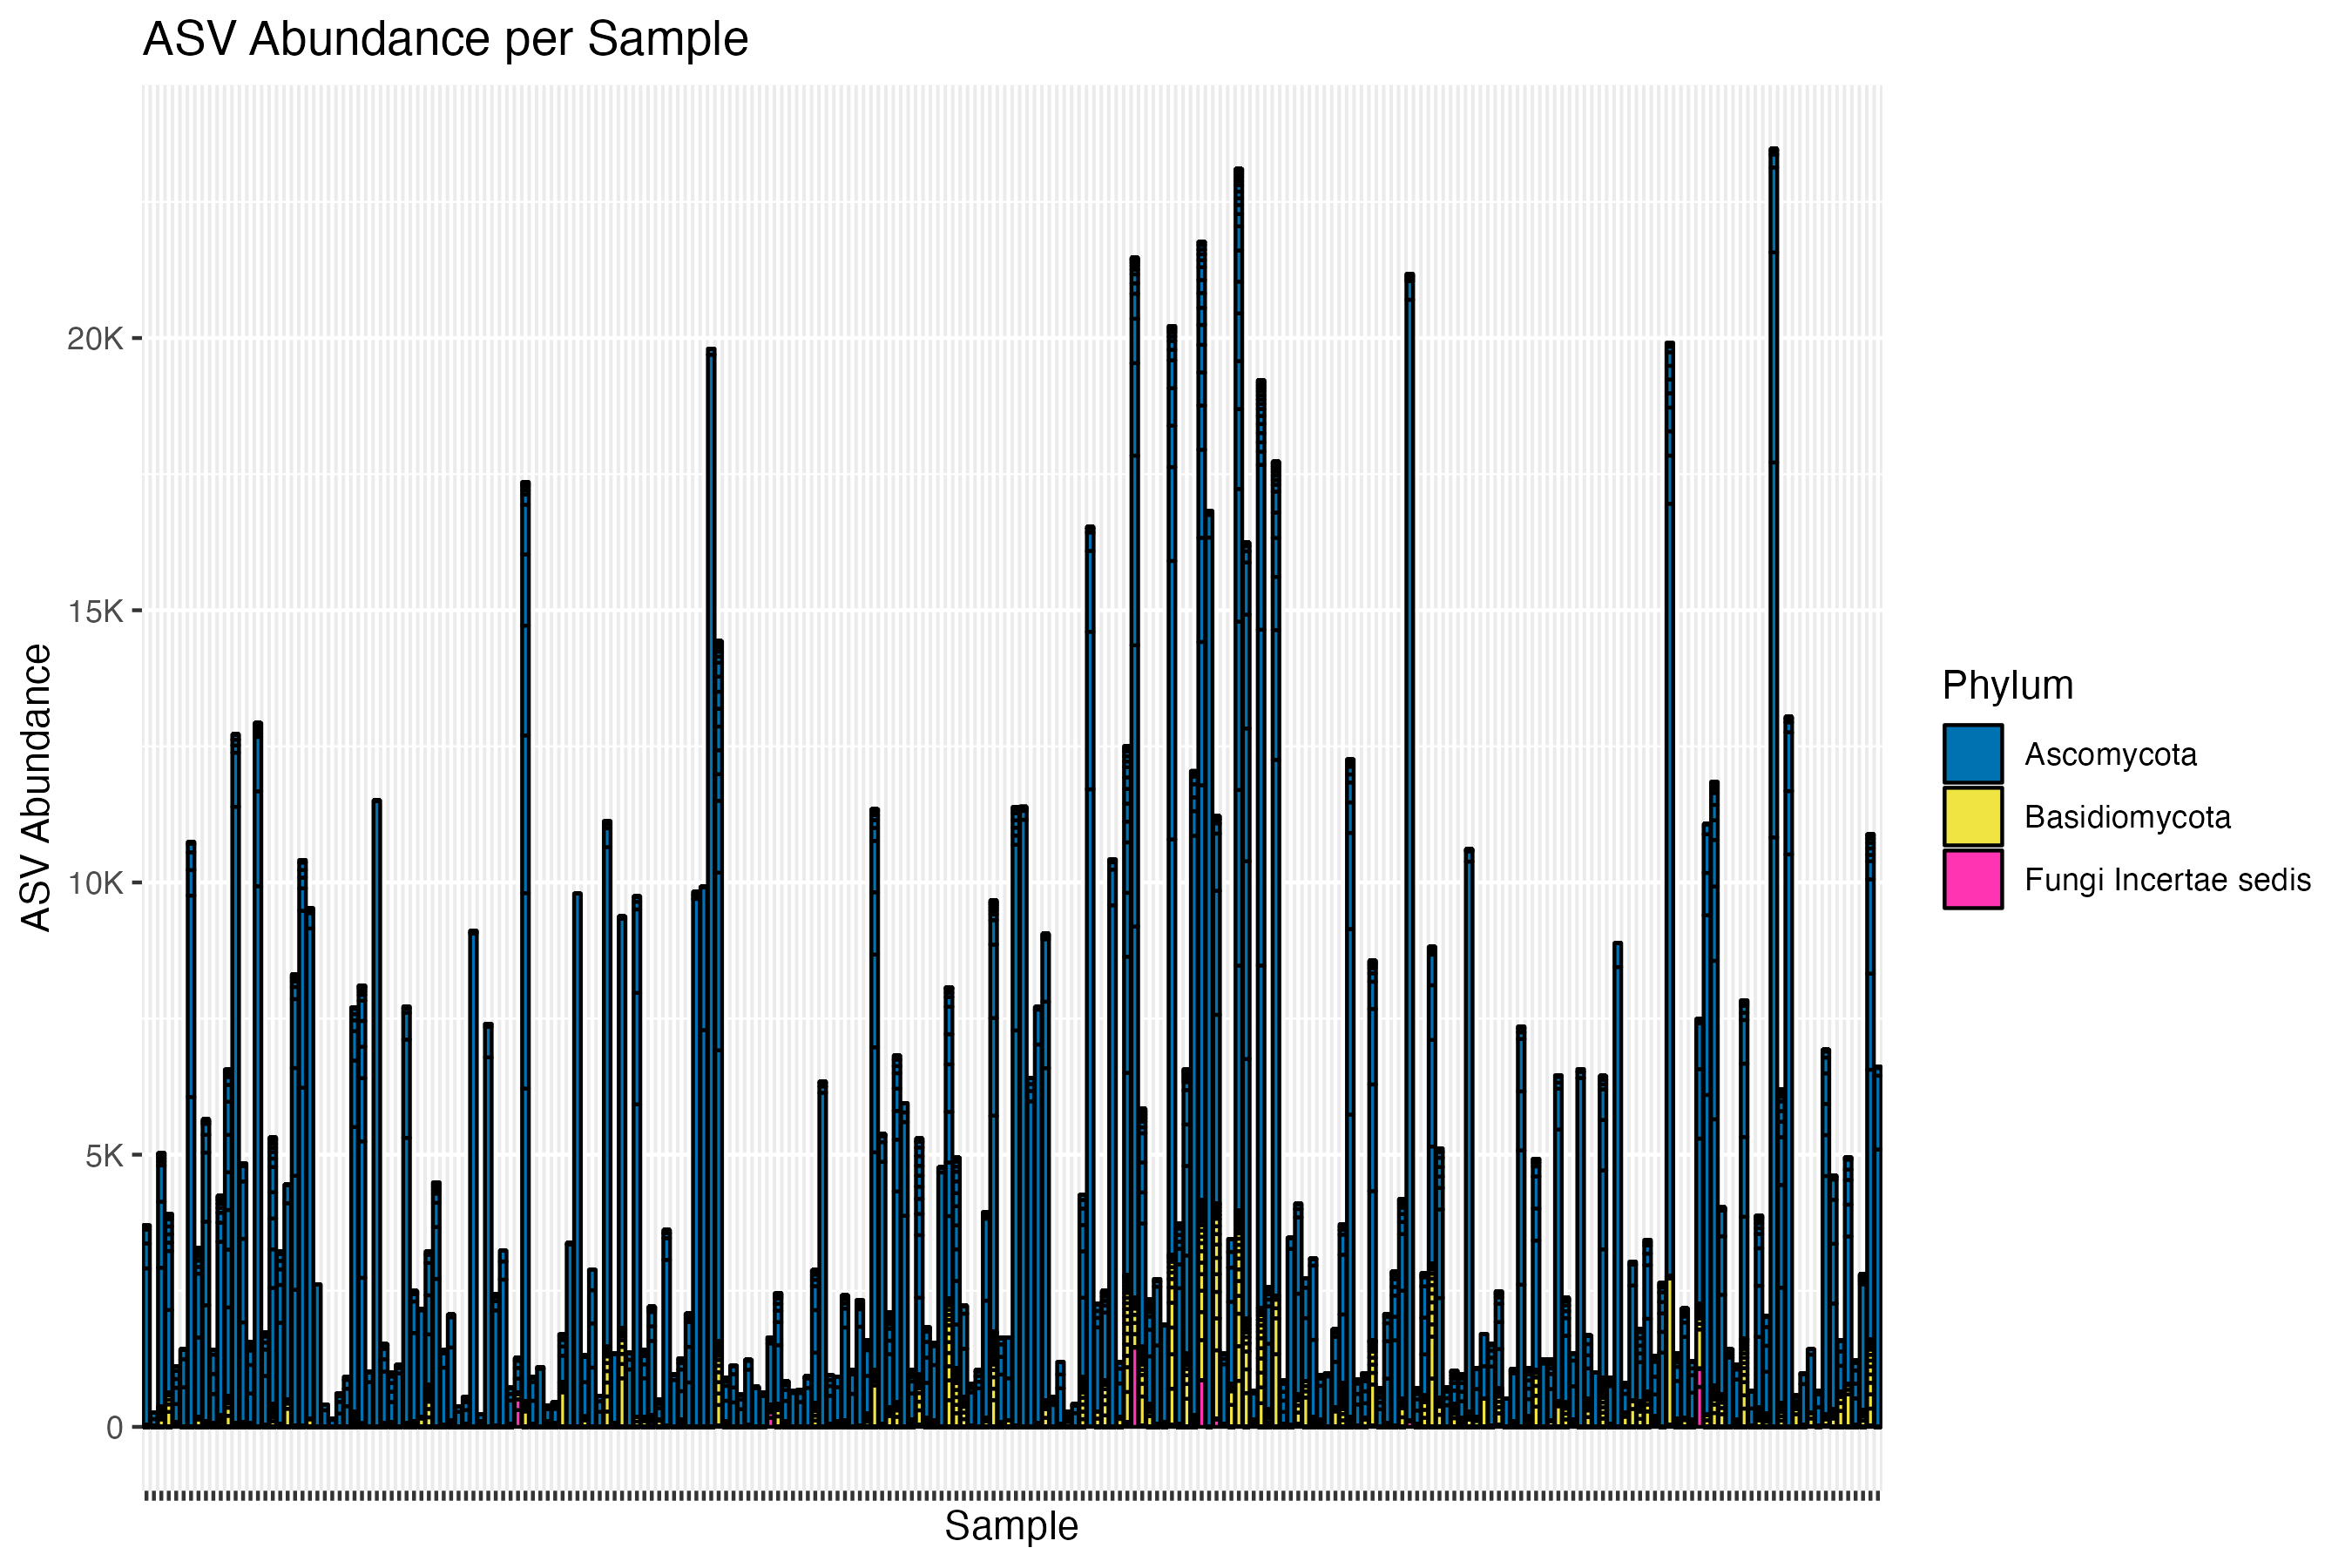 ASV Abundance per Sample
ASV Abundance
20K
15K
10K
5K
0
Sample
Phylum
Ascomycota
Basidiomycota
Fungi Incertae sedis